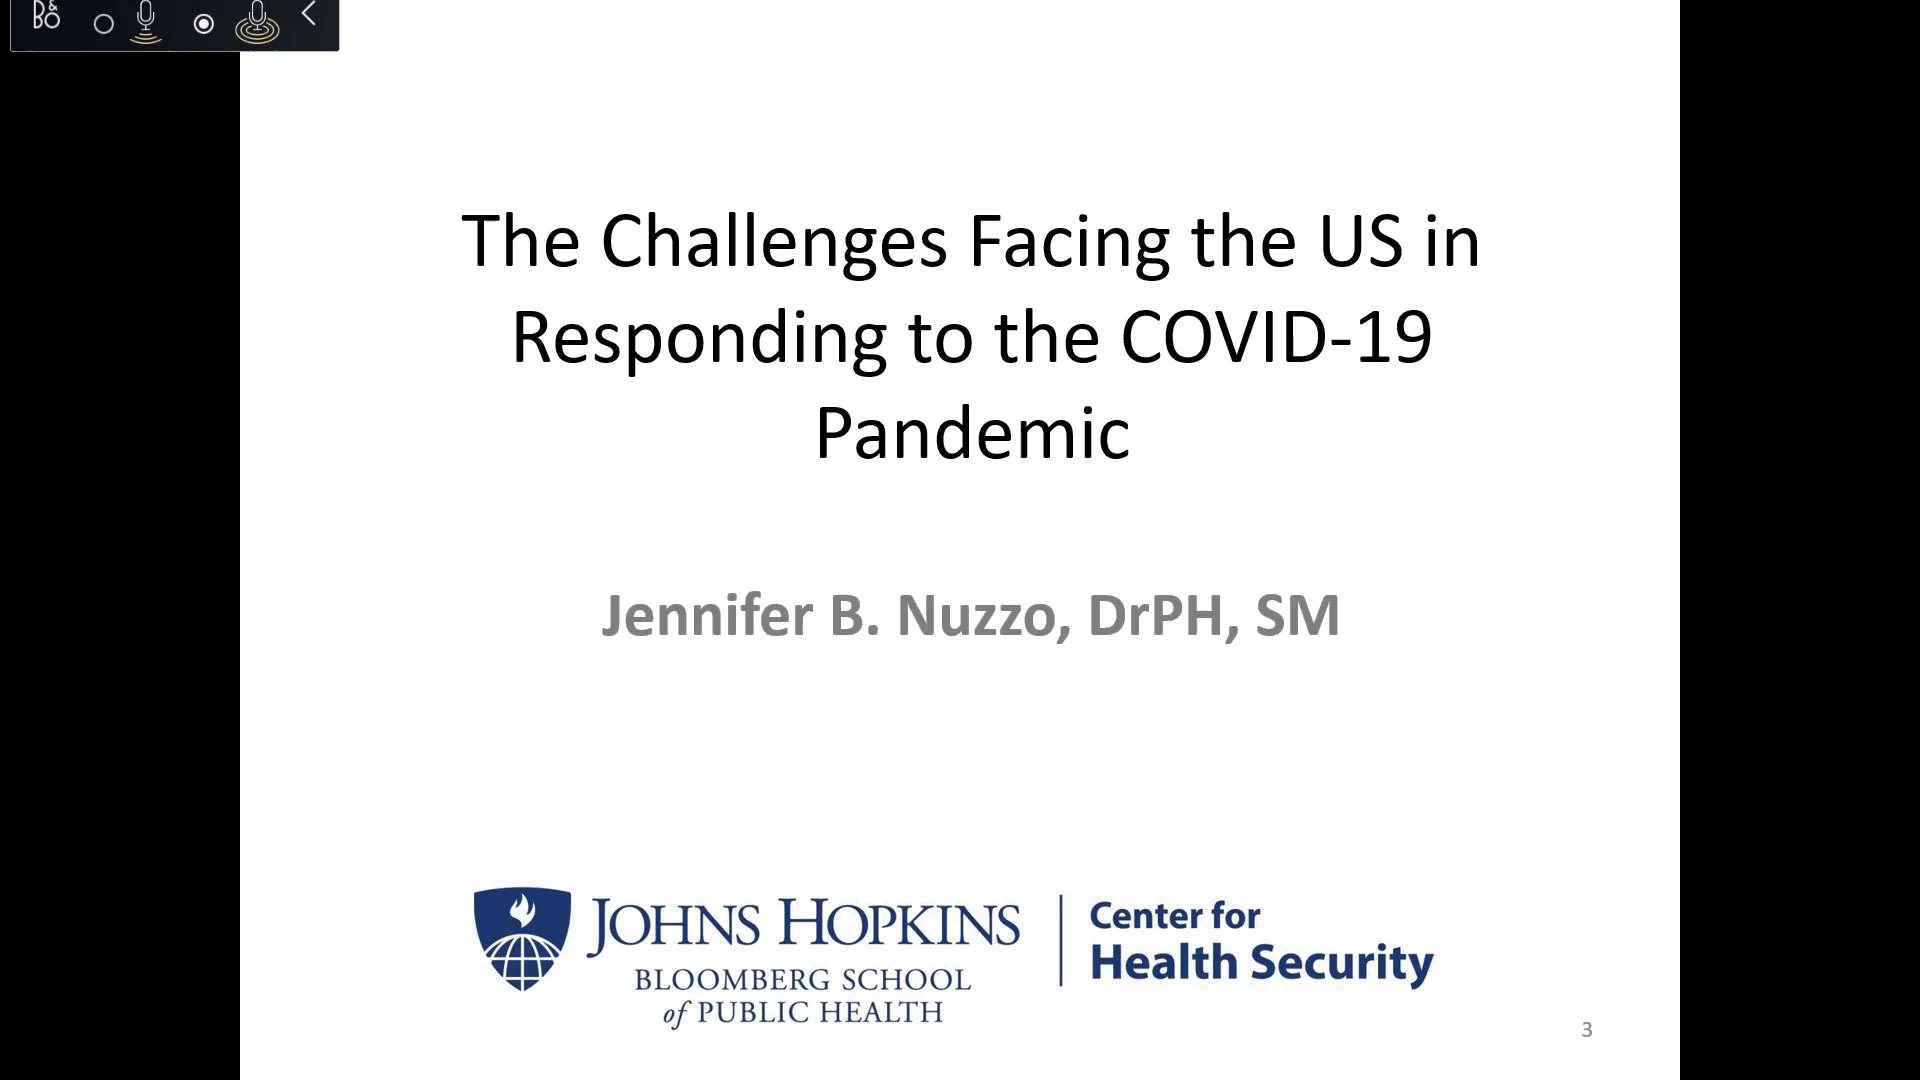 B&O
The Challenges Facing the US in
Responding to the COVID-19
Pandemic
Jennifer B. Nuzzo, DrPH, SM
JOHNS HOPKINS
BLOOMBERG SCHOOL
of PUBLIC HEALTH
Center for
Health Security
3